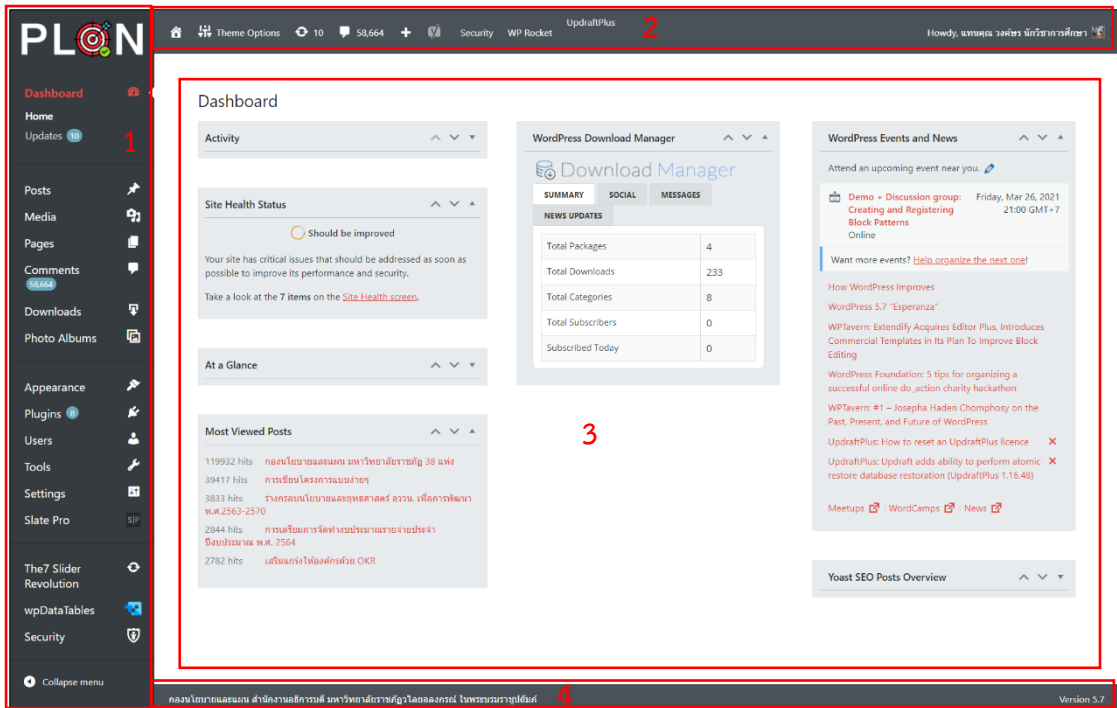 PLAN
Dashboard
Home
Updates 10
1
Posts
Media
Pages
Comments
58,664
Downloads
Photo Albums
Appearance
Plugins 8
Users
Tools
Settings
Slate Pro S|P
The7 Slider
Revolution
wpDataTables
Security
Collapse menu
Theme Options 10 58,664 Security WP Rocket UpdraftPlus
2
Howdy, แทนคุณ วงค์ษร นักวิชาการศึกษา
Dashboard
Activity
Site Health Status
Should be improved
Your site has critical issues that should be addressed as soon as
possible to improve its performance and security.
Take a look at the 7 items on the Site Health screen.
At a Glance
Most Viewed Posts
119932 hits กองนโยบายและแผน มหาวิทยาลัยราชภัฏ 38 แห่ง
39417 hits การเขียนโครงการแบบง่ายๆ
3833 hits ร่างกรอบนโยบายและยุทธศาสตร์ อววน. เพื่อการพัฒนา
พ.ศ.2563-2570
2844 hits การเตรียมการจัดทำงบประมาณรายจ่ายประจำ
ปีงบประมาณ พ.ศ. 2564
2782 hits เสริมแกร่งให้องค์กรด้วย OKR
WordPress Download Manager
Download Manager
SUMMARY SOCIAL MESSAGES
NEWS UPDATES
Total Packages 4
Total Downloads 233
Total Categories 8
Total Subscribers 0
Subscribed Today 0
3
WordPress Events and News
Attend an upcoming event near you.
Demo + Discussion group: Friday, Mar 26, 2021
Creating and Registering 21:00 GMT+7
Block Patterns
Online
Want more events? Help organize the next one!
How WordPress Improves
WordPress 5.7 "Esperanza"
WPTavern: Extendify Acquires Editor Plus, Introduces
Commercial Templates in Its Plan To Improve Block
Editing
WordPress Foundation: 5 tips for organizing a
successful online do_action charity hackathon
WPTavern: #1 – Josepha Haden Chomphosy on the
Past, Present, and Future of WordPress
UpdraftPlus: How to reset an UpdraftPlus licence
UpdraftPlus: Updraft adds ability to perform atomic
restore database restoration (UpdraftPlus 1.16.48)
Meetups WordCamps News
Yoast SEO Posts Overview
กองนโยบายและแผน สำนักงานอธิการบดี มหาวิทยาลัยราชภัฏวไลยอลงกรณ์ ในพระบรมราชูปถัมภ์
4
Version 5.7